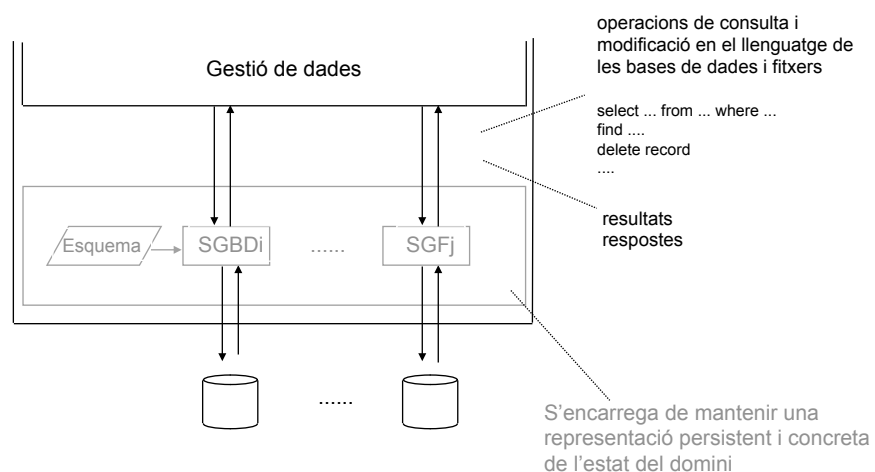 operacions de consulta i
modificació en el llenguatge de
les bases de dades i fitxers
Gestió de dades
select ... from ... where ...
find ....
delete record
....
resultats
respostes
Esquema
SGBDi
......
SGFj
......
S'encarrega de mantenir una
representació persistent i concreta
de l'estat del domini